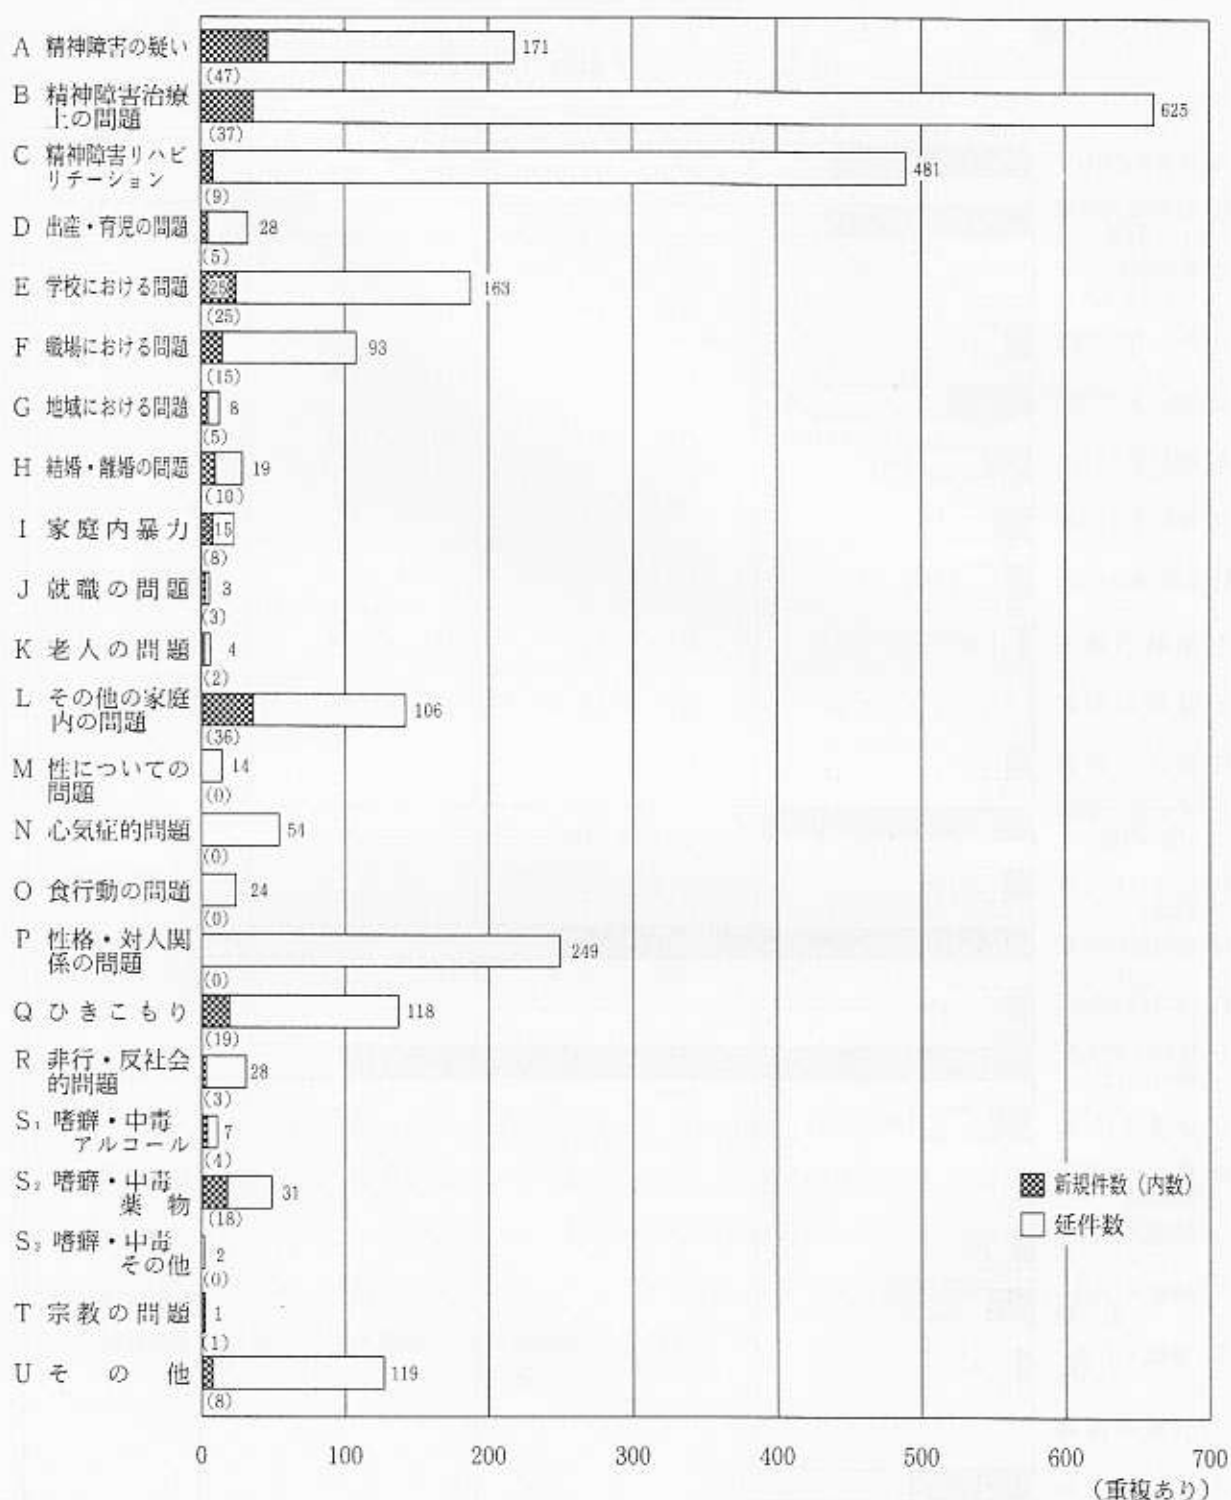 A 精神障害の疑い
171
(47)
B 精神障害治療
上の問題
625
(37)
C 精神障害リハビ
リテーション
481
(9)
D 出産・育児の問題
28
(5)
E 学校における問題
25
163
(25)
F 職場における問題
93
(15)
G 地域における問題
8
(5)
H 結婚・離婚の問題
19
(10)
I 家庭内暴力
15
(8)
J 就職の問題
3
(3)
K 老人の問題
4
(2)
L その他の家庭
内の問題
106
(36)
M 性についての
問題
14
(0)
N 心気症的問題
54
(0)
O 食行動の問題
24
(0)
P 性格・対人関
係の問題
249
(0)
Q ひきこもり
118
(19)
R 非行・反社会
的問題
28
(3)
S₁ 嗜癖・中毒
アルコール
7
(4)
S₂ 嗜癖・中毒
薬物
31
(18)
S₃ 嗜癖・中毒
その他
2
(0)
T 宗教の問題
1
(1)
U その他
119
(8)
新規件数(内数)
延件数
0 100 200 300 400 500 600 700
(重複あり)